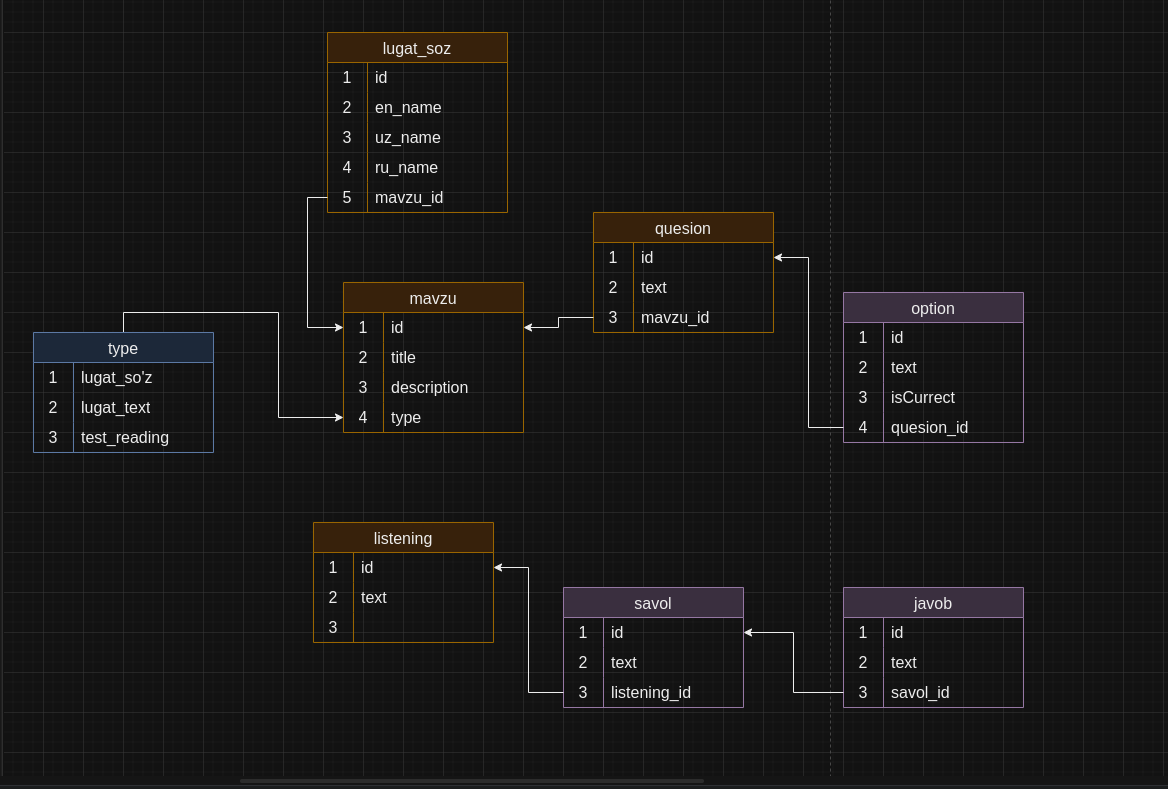 lugat_soz
1 id
2 en_name
3 uz_name
4 ru_name
5 mavzu_id
quesion
1 id
2 text
3 mavzu_id
mavzu
1 id
2 title
3 description
4 type
option
1 id
2 text
3 isCurrect
4 quesion_id
type
1 lugat_so'z
2 lugat_text
3 test_reading
listening
1 id
2 text
3
savol
1 id
2 text
3 listening_id
javob
1 id
2 text
3 savol_id